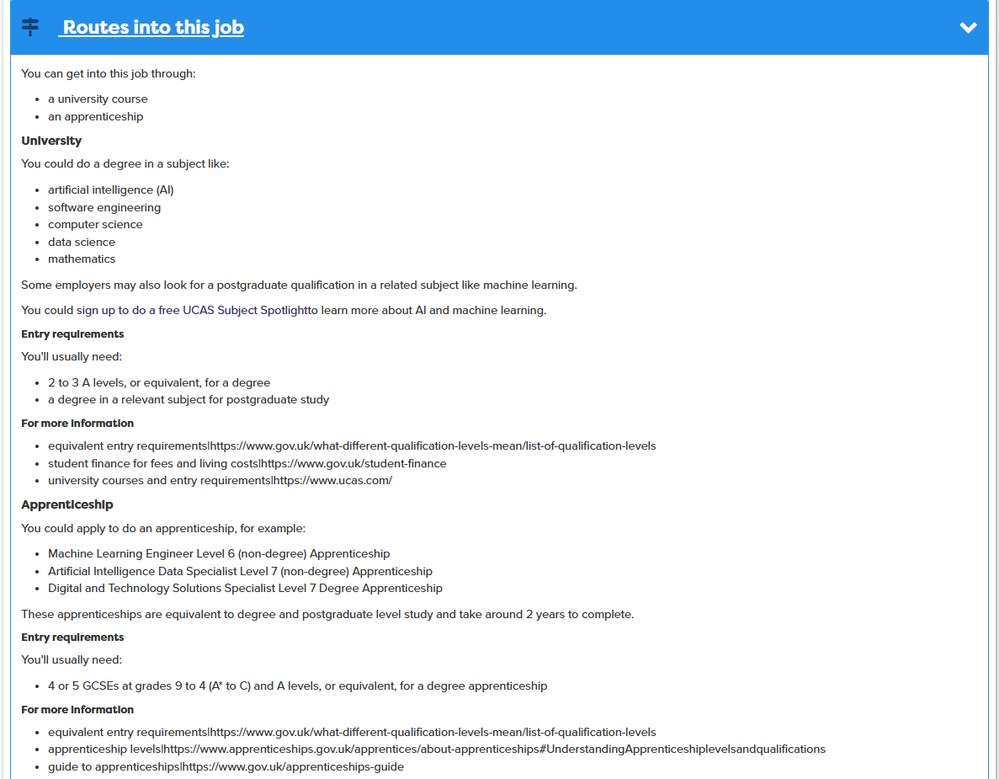 Routes into this job
You can get into this job through:
• a university course
• an apprenticeship
University
You could do a degree in a subject like:
• artificial intelligence (AI)
• software engineering
• computer science
• data science
• mathematics
Some employers may also look for a postgraduate qualification in a related subject like machine learning.
You could sign up to do a free UCAS Subject Spotlightto learn more about AI and machine learning.
Entry requirements
You'll usually need:
• 2 to 3 A levels, or equivalent, for a degree
• a degree in a relevant subject for postgraduate study
For more information
• equivalent entry requirements|https://www.gov.uk/what-different-qualification-levels-mean/list-of-qualification-levels
• student finance for fees and living costs|https://www.gov.uk/student-finance
• university courses and entry requirements|https://www.ucas.com/
Apprenticeship
You could apply to do an apprenticeship, for example:
• Machine Learning Engineer Level 6 (non-degree) Apprenticeship
• Artificial Intelligence Data Specialist Level 7 (non-degree) Apprenticeship
• Digital and Technology Solutions Specialist Level 7 Degree Apprenticeship
These apprenticeships are equivalent to degree and postgraduate level study and take around 2 years to complete.
Entry requirements
You'll usually need:
• 4 or 5 GCSEs at grades 9 to 4 (A* to C) and A levels, or equivalent, for a degree apprenticeship
For more information
• equivalent entry requirements|https://www.gov.uk/what-different-qualification-levels-mean/list-of-qualification-levels
• apprenticeship levels|https://www.apprenticeships.gov.uk/apprentices/about-apprenticeships#UnderstandingApprenticeshiplevelsandqualifications
• guide to apprenticeships|https://www.gov.uk/apprenticeships-guide